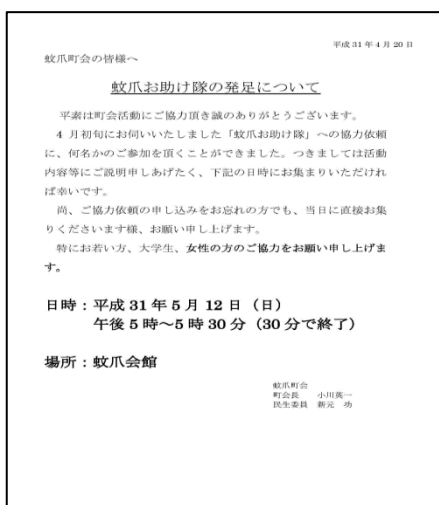 平成 31 年 4 月 20 日
蚊爪町会の皆様へ
蚊爪お助け隊の発足について
平素は町会活動にご協力頂き誠のありがとうございます。
4 月初旬にお伺いいたしました「蚊爪お助け隊」への協力依頼
に、何名かのご参加を頂くことができました。つきましては活動
内容等にご説明申しあげたく、下記の日時にお集まりいただけれ
ば幸いです。
尚、ご協力依頼の申し込みをお忘れの方でも、当日に直接お集
りくださいます様、お願い申し上げます。
特にお若い方、大学生、女性の方のご協力をお願い申し上げま
す。
日時：平成 31 年 5 月 12 日（日）
午後 5 時～5 時 30 分（30 分で終了）
場所：蚊爪会館
蚊爪町会
町会長 小川英一
民生委員 新元 功